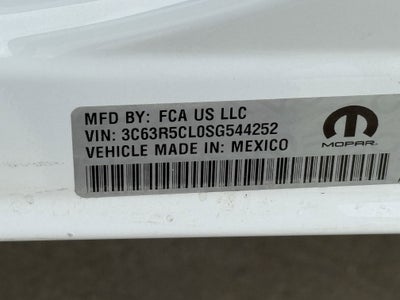 MFD BY: FCA US LLC
VIN: 3C63R5CL0SG544252
VEHICLE MADE IN: MEXICO
MOPAR